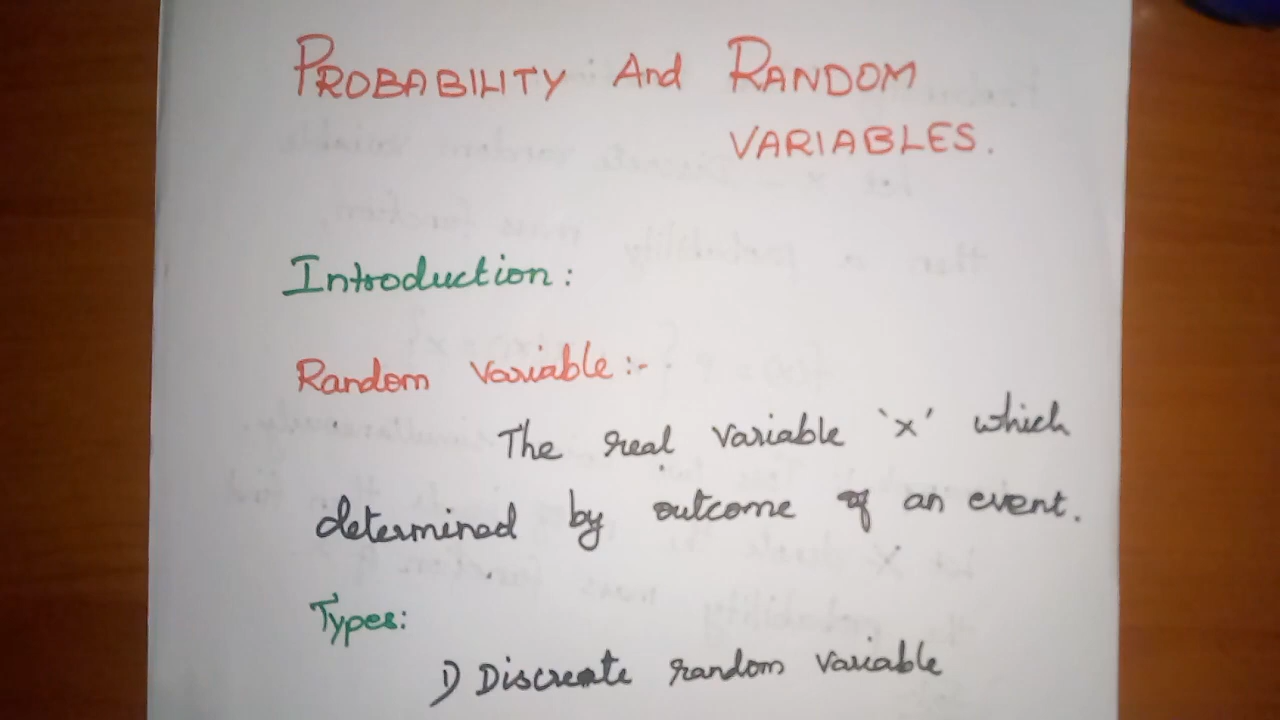 PROBABILITY And RANDOM
VARIABLES.
Introduction:
Random Variable:-
The real variable 'x' which
determined by outcome of an event.
Types:
1) Discreate random variable